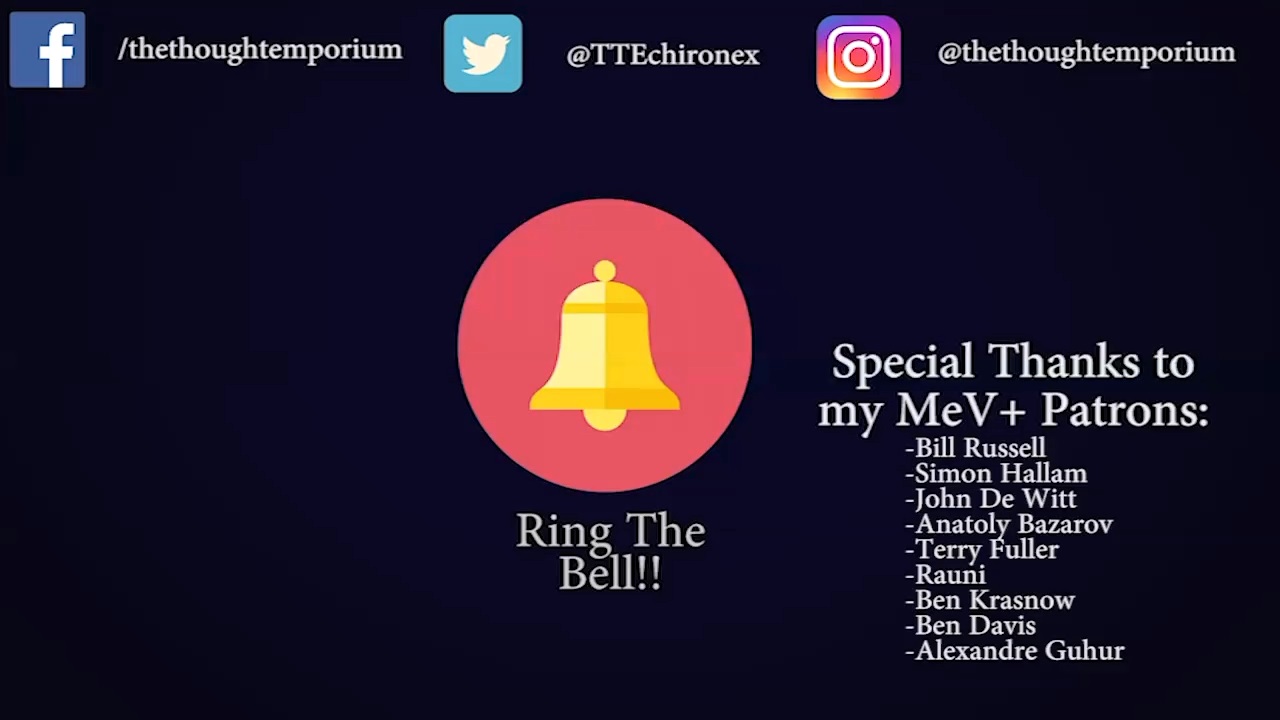 /thethoughtemporium
@TTEchironex
@thethoughtemporium
Ring The
Bell!!
Special Thanks to
my MeV+ Patrons:
-Bill Russell
-Simon Hallam
-John De Witt
-Anatoly Bazarov
-Terry Fuller
-Rauni
-Ben Krasnow
-Ben Davis
-Alexandre Guhur